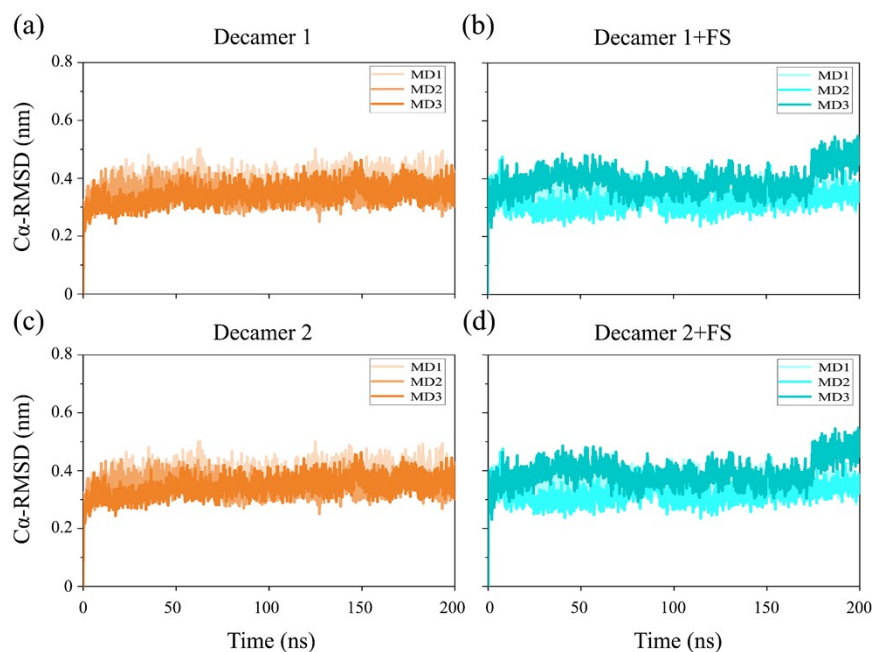 (a)
Decamer 1
(b)
Decamer 1+FS
Cα-RMSD (nm)
0.8
0.6
0.4
0.2
0
MD1
MD2
MD3
MD1
MD2
MD3
(c)
Decamer 2
(d)
Decamer 2+FS
Cα-RMSD (nm)
0.8
0.6
0.4
0.2
0
MD1
MD2
MD3
MD1
MD2
MD3
0 50 100 150 200
0 50 100 150 200
Time (ns)
Time (ns)